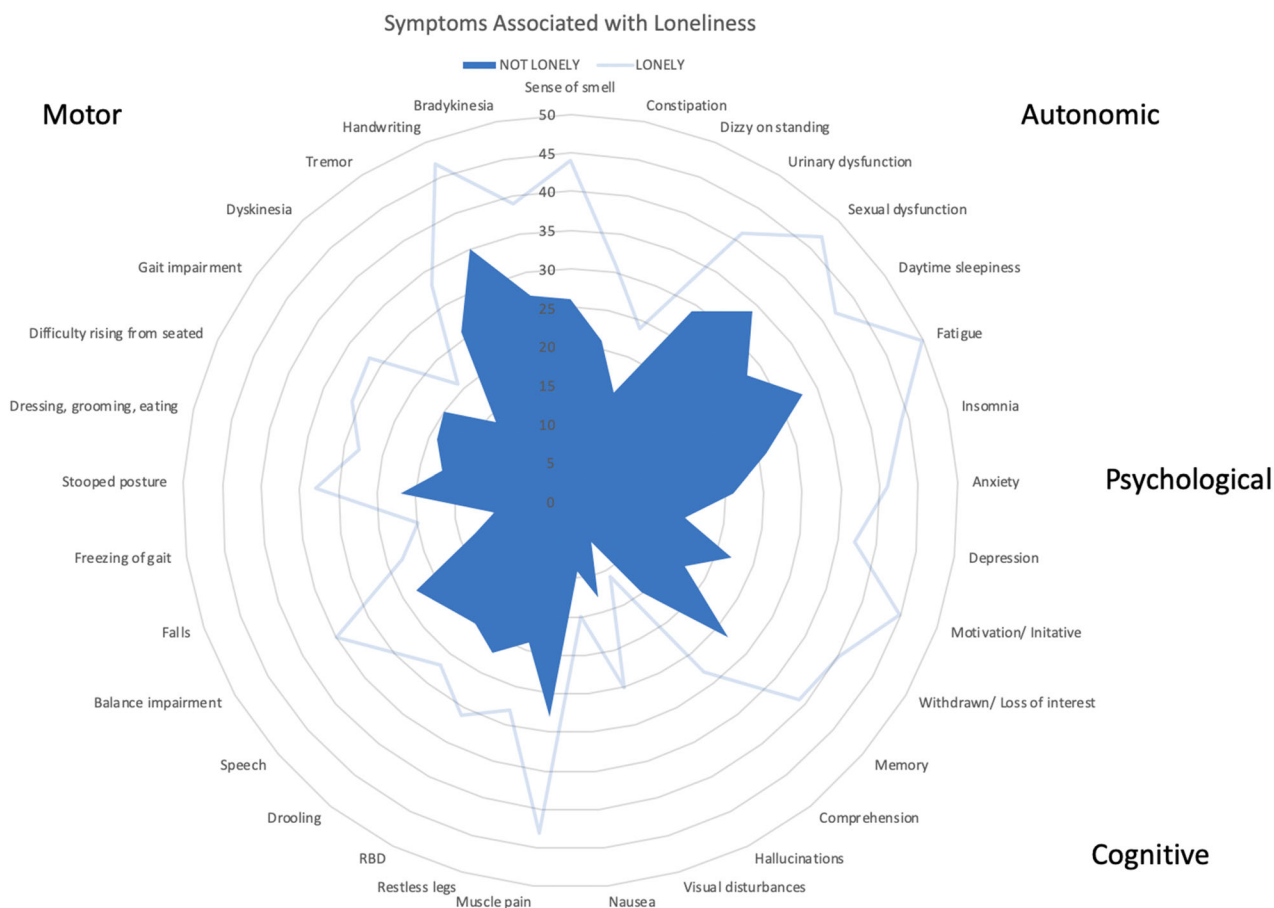 Symptoms Associated with Loneliness
NOT LONELY LONELY
Motor
Autonomic
Psychological
Cognitive
Sense of smell
Constipation
Dizzy on standing
Urinary dysfunction
Sexual dysfunction
Daytime sleepiness
Fatigue
Insomnia
Anxiety
Depression
Motivation/ Initative
Withdrawn/ Loss of interest
Memory
Comprehension
Hallucinations
Visual disturbances
Nausea
Muscle pain
Restless legs
RBD
Drooling
Speech
Balance impairment
Falls
Freezing of gait
Stooped posture
Dressing, grooming, eating
Difficulty rising from seated
Gait impairment
Dyskinesia
Tremor
Handwriting
Bradykinesia
50
45
40
35
30
25
20
15
10
5
0